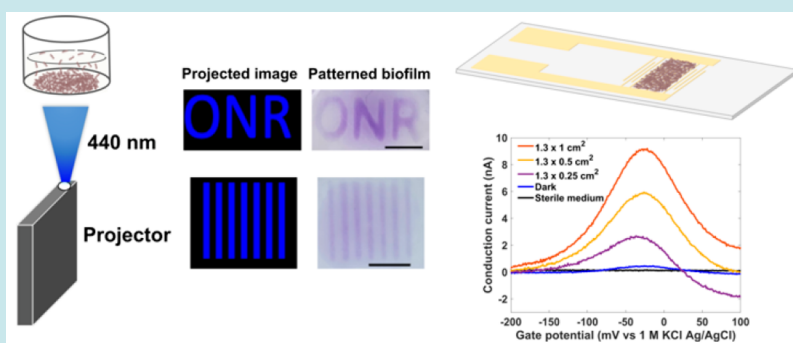 440 nm
Projector
Projected image
Patterned biofilm
ONR
ONR
Conduction current (nA)
10
8
6
4
2
0
-2
1.3 x 1 cm²
1.3 x 0.5 cm²
1.3 x 0.25 cm²
Dark
Sterile medium
-200 -150 -100 -50 0 50 100
Gate potential (mV vs 1 M KCl Ag/AgCl)